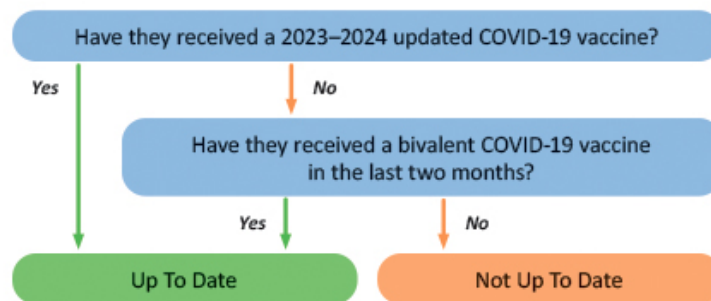 Have they received a 2023–2024 updated COVID-19 vaccine?
Yes
No
Have they received a bivalent COVID-19 vaccine
in the last two months?
Yes
No
Up To Date
Not Up To Date